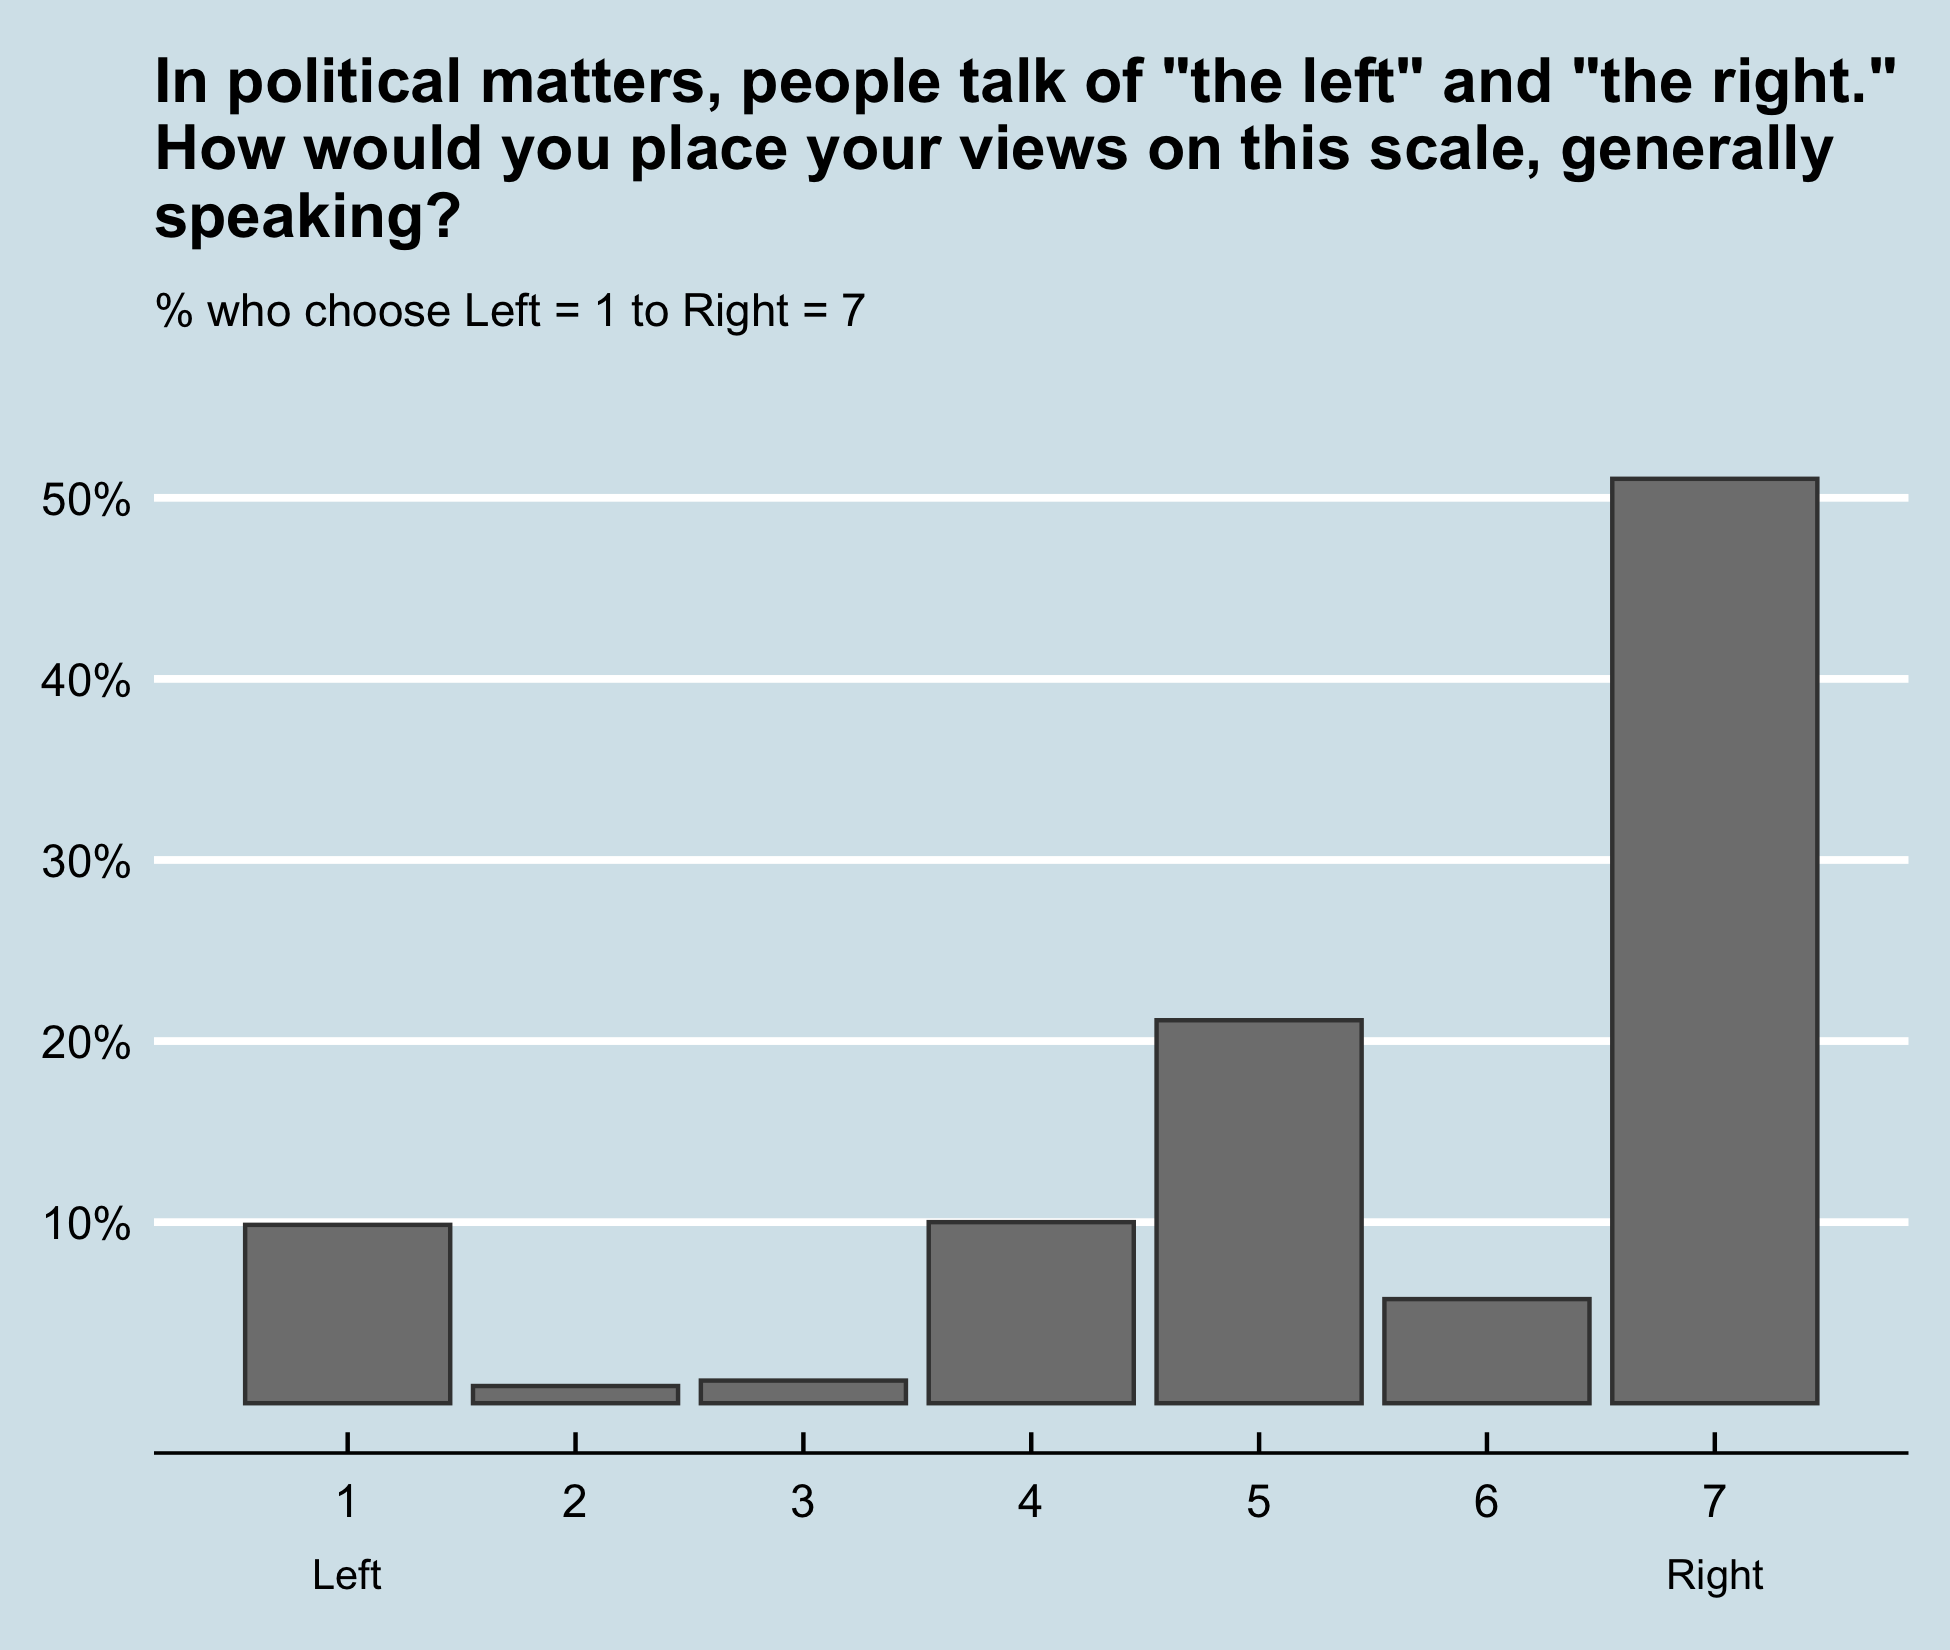 In political matters, people talk of "the left" and "the right."
How would you place your views on this scale, generally
speaking?
% who choose Left = 1 to Right = 7
50%
40%
30%
20%
10%
1 2 3 4 5 6 7
Left Right